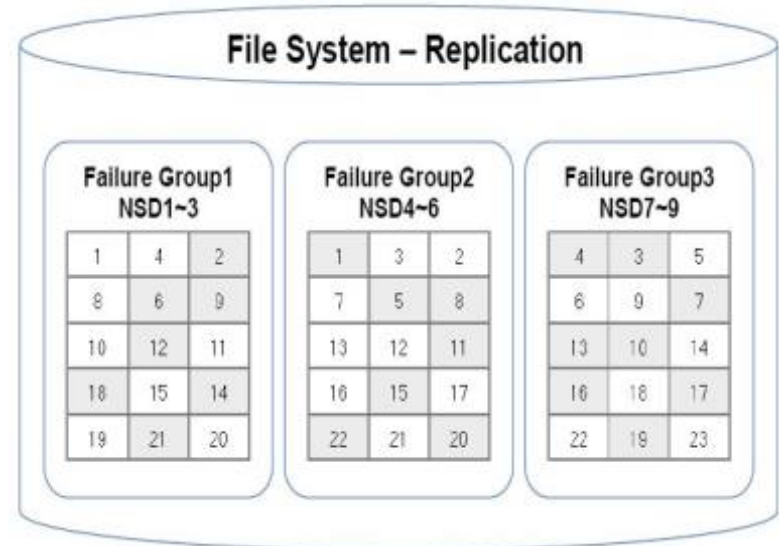 File System – Replication
Failure Group1
NSD1~3
1 4 2
8 6 9
10 12 11
18 15 14
19 21 20
Failure Group2
NSD4~6
1 3 2
7 5 8
13 12 11
16 15 17
22 21 20
Failure Group3
NSD7~9
4 3 5
6 9 7
13 10 14
16 18 17
22 19 23